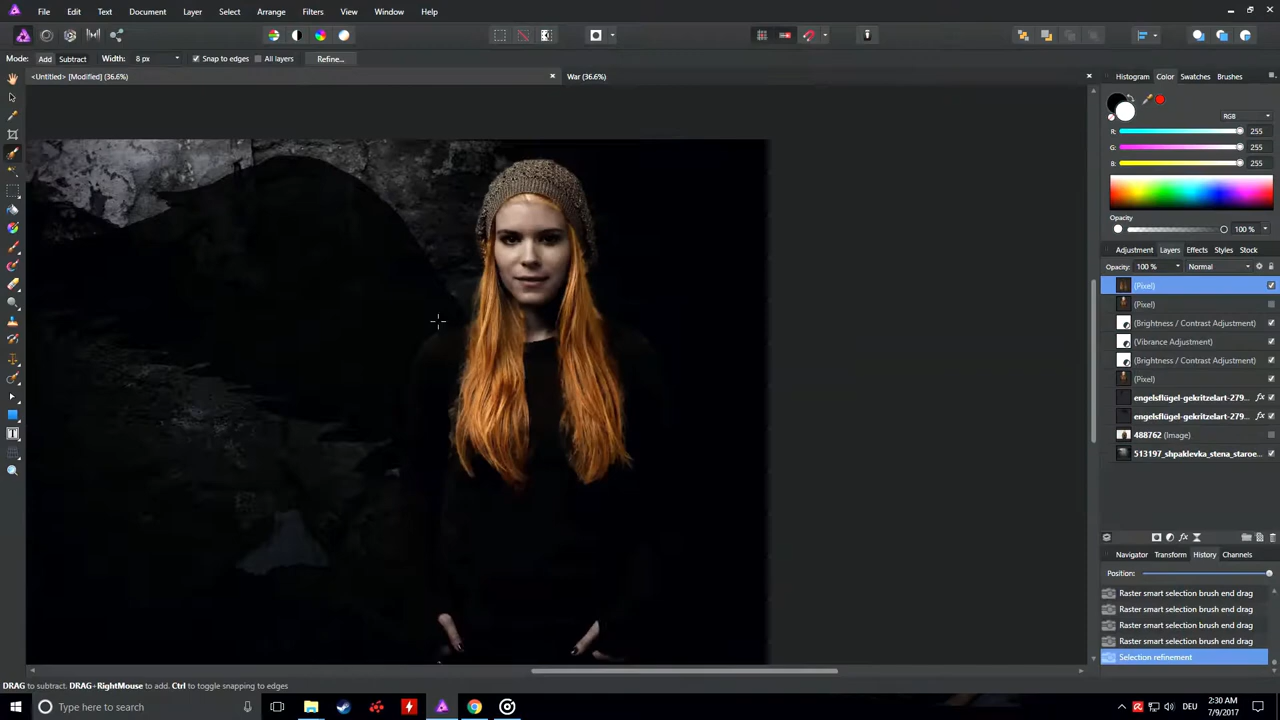 File Edit Text Document Layer Select Arrange Filters View Window Help
Mode: Add Subtract Width: 8 px Snap to edges All layers Refine...
<Untitled> [Modified] (36.6%) War (36.6%)
Histogram Color Swatches Brushes
RGB
R: 255
G: 255
B: 255
Opacity
100 %
Adjustment Layers Effects Styles Stock
Opacity: 100 % Normal
(Pixel)
(Pixel)
(Brightness / Contrast Adjustment)
(Vibrance Adjustment)
(Brightness / Contrast Adjustment)
(Pixel)
engelsflügel-gekritzelart-279...
engelsflügel-gekritzelart-279...
488762 (Image)
513197_shpaklevka_stena_staroe...
Navigator Transform History Channels
Position:
Raster smart selection brush end drag
Raster smart selection brush end drag
Raster smart selection brush end drag
Raster smart selection brush end drag
Selection refinement
DRAG to subtract. DRAG+RightMouse to add. Ctrl to toggle snapping to edges
Type here to search
DEU
2:30 AM
7/9/2017